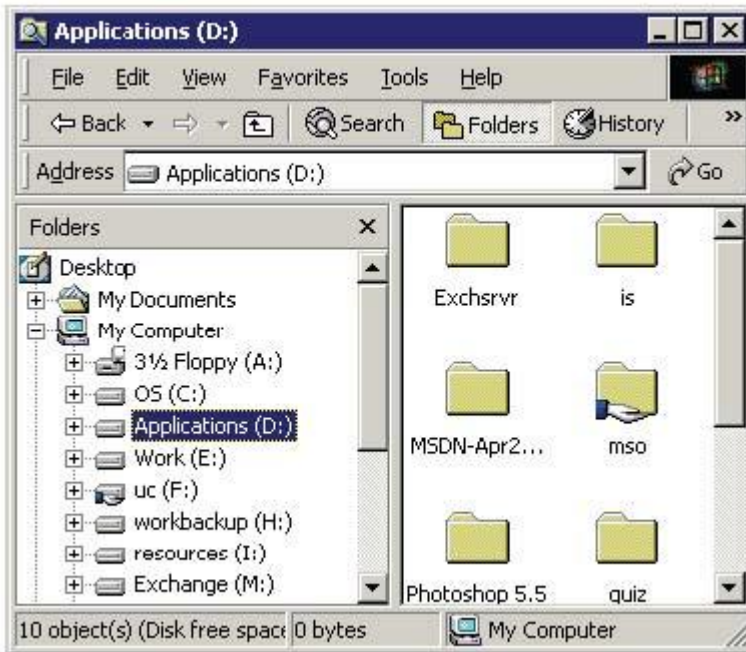 Applications (D:)
File Edit View Favorites Tools Help
Back Search Folders History »
Address Applications (D:) Go
Folders
Desktop
My Documents
My Computer
3½ Floppy (A:)
OS (C:)
Applications (D:)
Work (E:)
uc (F:)
workbackup (H:)
resources (I:)
Exchange (M:)
Exchsrvr is
MSDN-Apr2... mso
Photoshop 5.5 quiz
10 object(s) (Disk free space 0 bytes My Computer